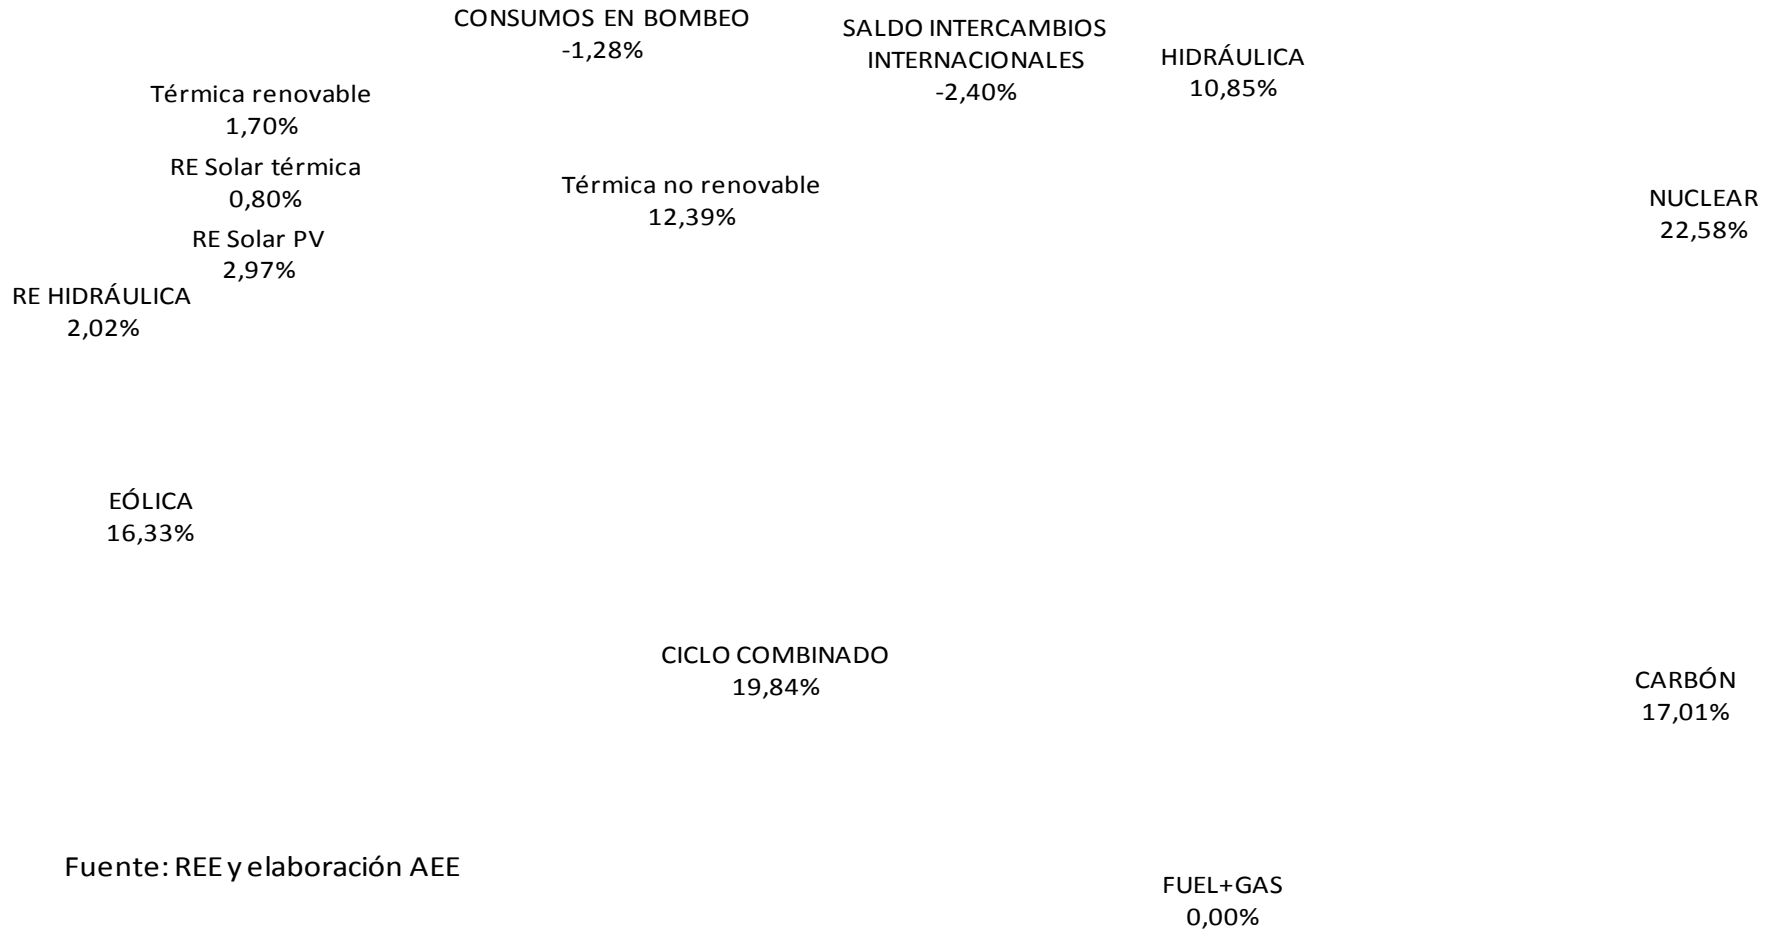 CONSUMOS EN BOMBEO
-1,28%
SALDO INTERCAMBIOS
INTERNACIONALES
-2,40%
HIDRÁULICA
10,85%
Térmica renovable
1,70%
RE Solar térmica
0,80%
Térmica no renovable
12,39%
NUCLEAR
22,58%
RE Solar PV
2,97%
RE HIDRÁULICA
2,02%
EÓLICA
16,33%
CICLO COMBINADO
19,84%
CARBÓN
17,01%
Fuente: REE y elaboración AEE
FUEL+GAS
0,00%